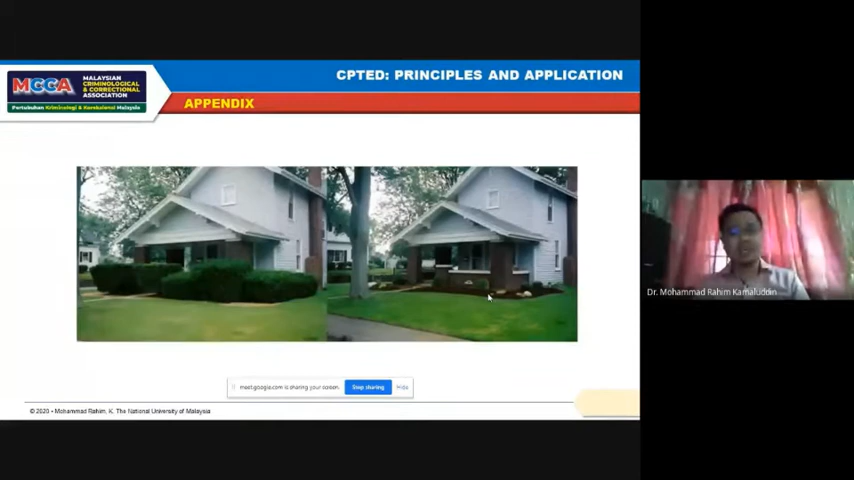 CPTED: PRINCIPLES AND APPLICATION
MCCA
MALAYSIAN
CRIMINOLOGICAL
& CORRECTIONAL
ASSOCIATION
Pertubuhan Kriminologi & Koreksional Malaysia
APPENDIX
Dr. Mohammad Rahim Kamaluddin
meet.google.com is sharing your screen.
Stop sharing
Hide
© 2020 • Mohammad Rahim, K. The National University of Malaysia